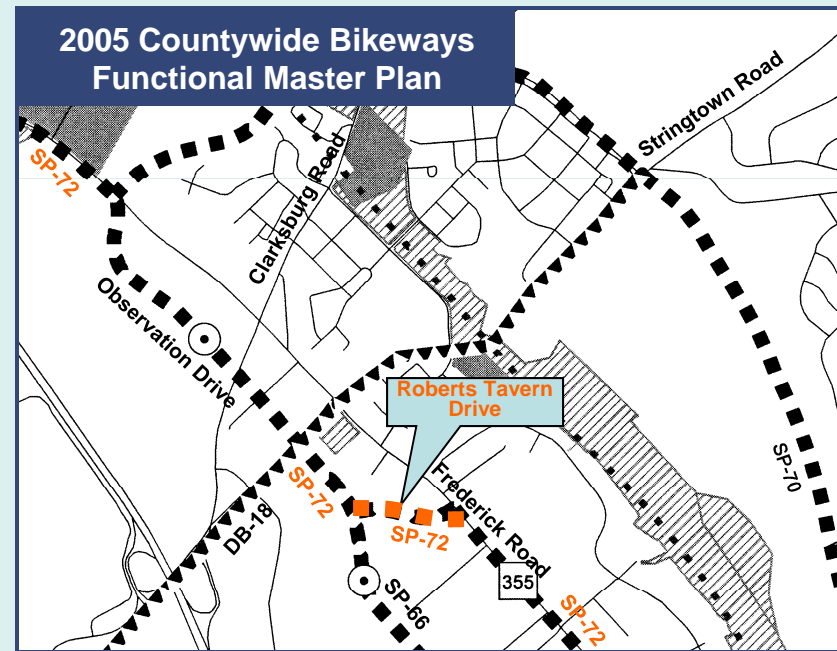 2005 Countywide Bikeways
Functional Master Plan
Stringtown Road
SP-72
Clarksburg Road
Observation Drive
Roberts Tavern
Drive
SP-70
Frederick Road
SP-72
DB-18
SP-72
355
SP-66
SP-72